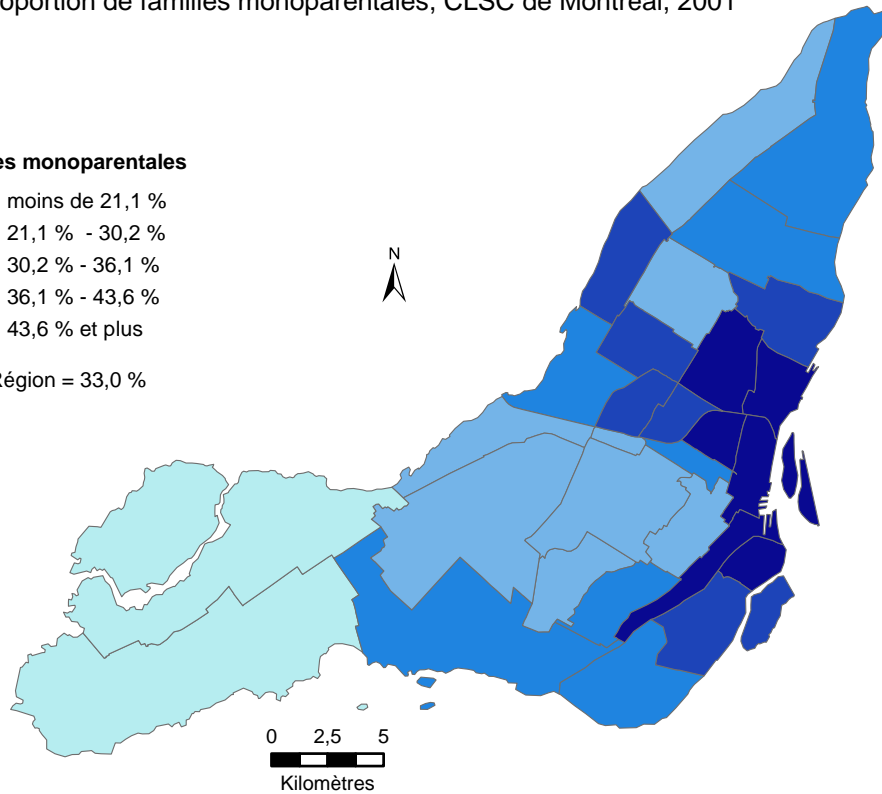 oportion de familles monoparentales, CLSC de Montréal, 2001
es monoparentales
moins de 21,1 %
21,1 % - 30,2 %
30,2 % - 36,1 %
36,1 % - 43,6 %
43,6 % et plus
Région = 33,0 %
N
0 2,5 5
Kilomètres